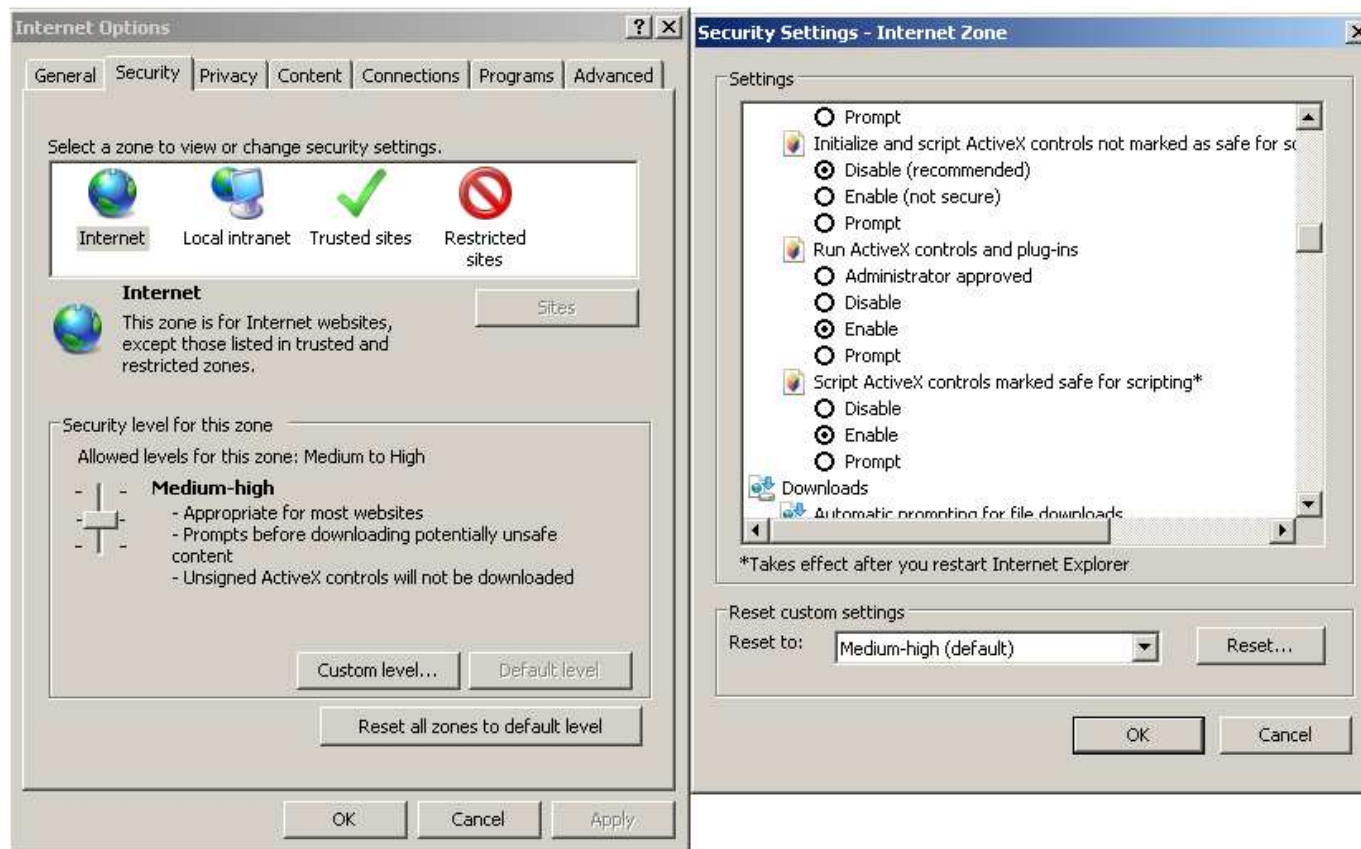 Internet Options
General Security Privacy Content Connections Programs Advanced
Select a zone to view or change security settings.
Internet Local intranet Trusted sites Restricted
sites
Internet
Sites
This zone is for Internet websites,
except those listed in trusted and
restricted zones.
Security level for this zone
Allowed levels for this zone: Medium to High
Medium-high
- Appropriate for most websites
- Prompts before downloading potentially unsafe
content
- Unsigned ActiveX controls will not be downloaded
Custom level... Default level
Reset all zones to default level
OK Cancel Apply
Security Settings - Internet Zone
Settings
Prompt
Initialize and script ActiveX controls not marked as safe for sc
Disable (recommended)
Enable (not secure)
Prompt
Run ActiveX controls and plug-ins
Administrator approved
Disable
Enable
Prompt
Script ActiveX controls marked safe for scripting*
Disable
Enable
Prompt
Downloads
Automatic prompting for file downloads
*Takes effect after you restart Internet Explorer
Reset custom settings
Reset to: Medium-high (default) Reset...
OK Cancel